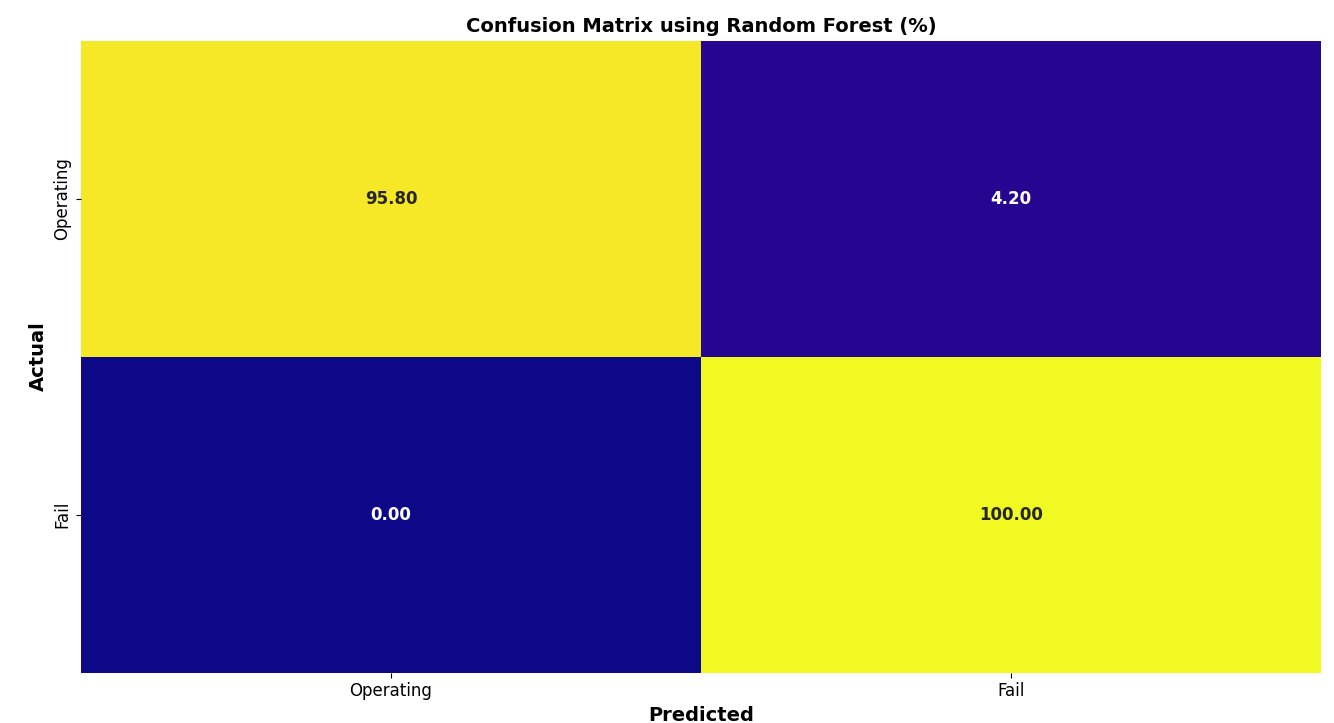 Confusion Matrix using Random Forest (%)
Actual
Operating
95.80
4.20
Fail
0.00
100.00
Operating
Fail
Predicted